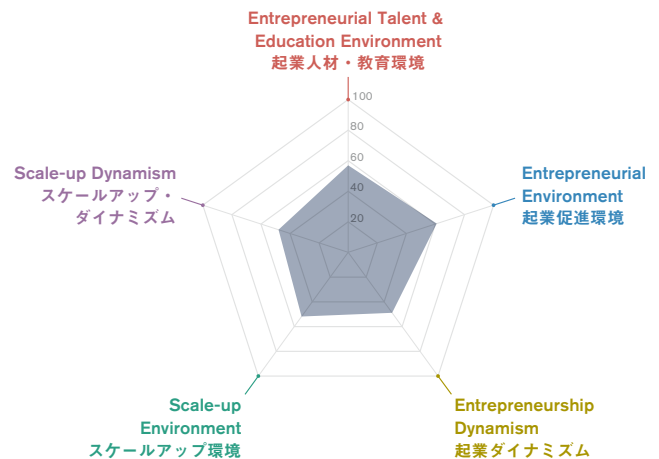 Entrepreneurial Talent &
Education Environment
起業人材・教育環境
100
80
60
40
20
Scale-up Dynamism
スケールアップ・
ダイナミズム
Entrepreneurial
Environment
起業促進環境
Scale-up
Environment
スケールアップ環境
Entrepreneurship
Dynamism
起業ダイナミズム